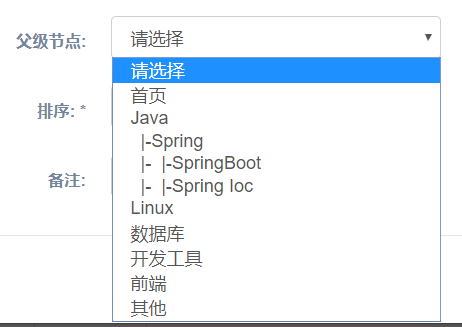 父级节点: 请选择
请选择
首页
排序: *
Java
|-Spring
|- |-SpringBoot
备注:
|- |-Spring Ioc
Linux
数据库
开发工具
前端
其他